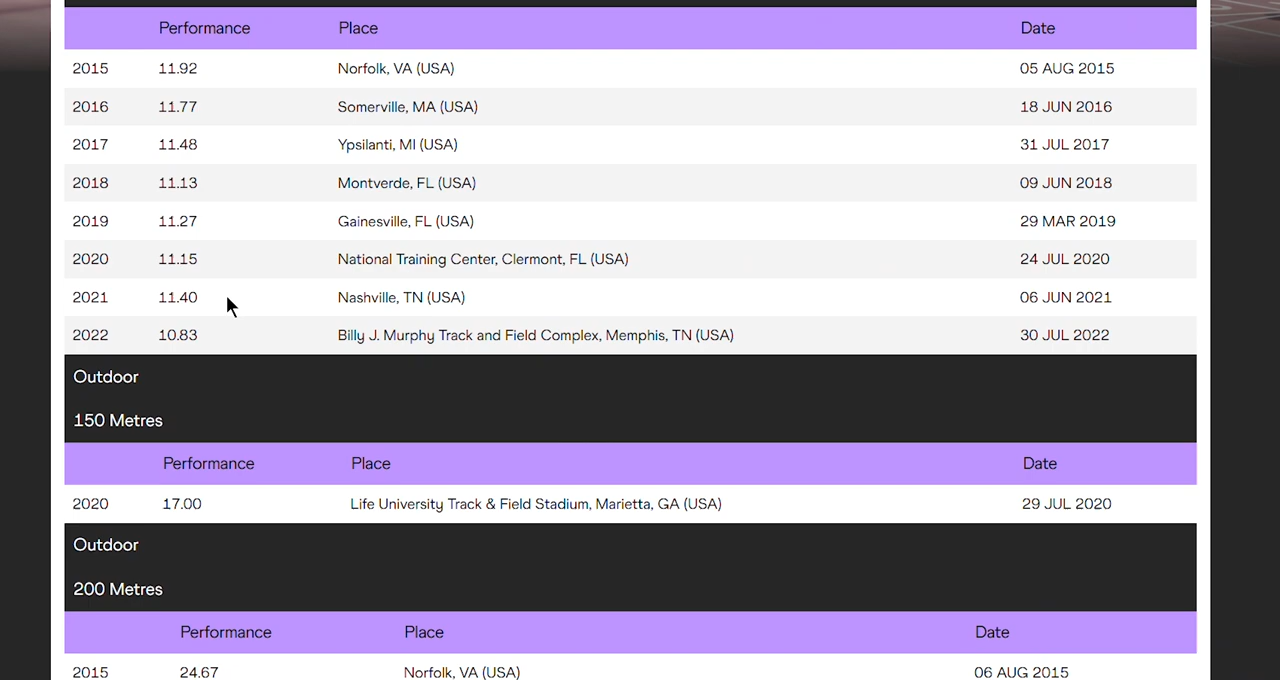 Performance Place Date
2015 11.92 Norfolk, VA (USA) 05 AUG 2015
2016 11.77 Somerville, MA (USA) 18 JUN 2016
2017 11.48 Ypsilanti, MI (USA) 31 JUL 2017
2018 11.13 Montverde, FL (USA) 09 JUN 2018
2019 11.27 Gainesville, FL (USA) 29 MAR 2019
2020 11.15 National Training Center, Clermont, FL (USA) 24 JUL 2020
2021 11.40 Nashville, TN (USA) 06 JUN 2021
2022 10.83 Billy J. Murphy Track and Field Complex, Memphis, TN (USA) 30 JUL 2022
Outdoor
150 Metres
Performance Place Date
2020 17.00 Life University Track & Field Stadium, Marietta, GA (USA) 29 JUL 2020
Outdoor
200 Metres
Performance Place Date
2015 24.67 Norfolk, VA (USA) 06 AUG 2015